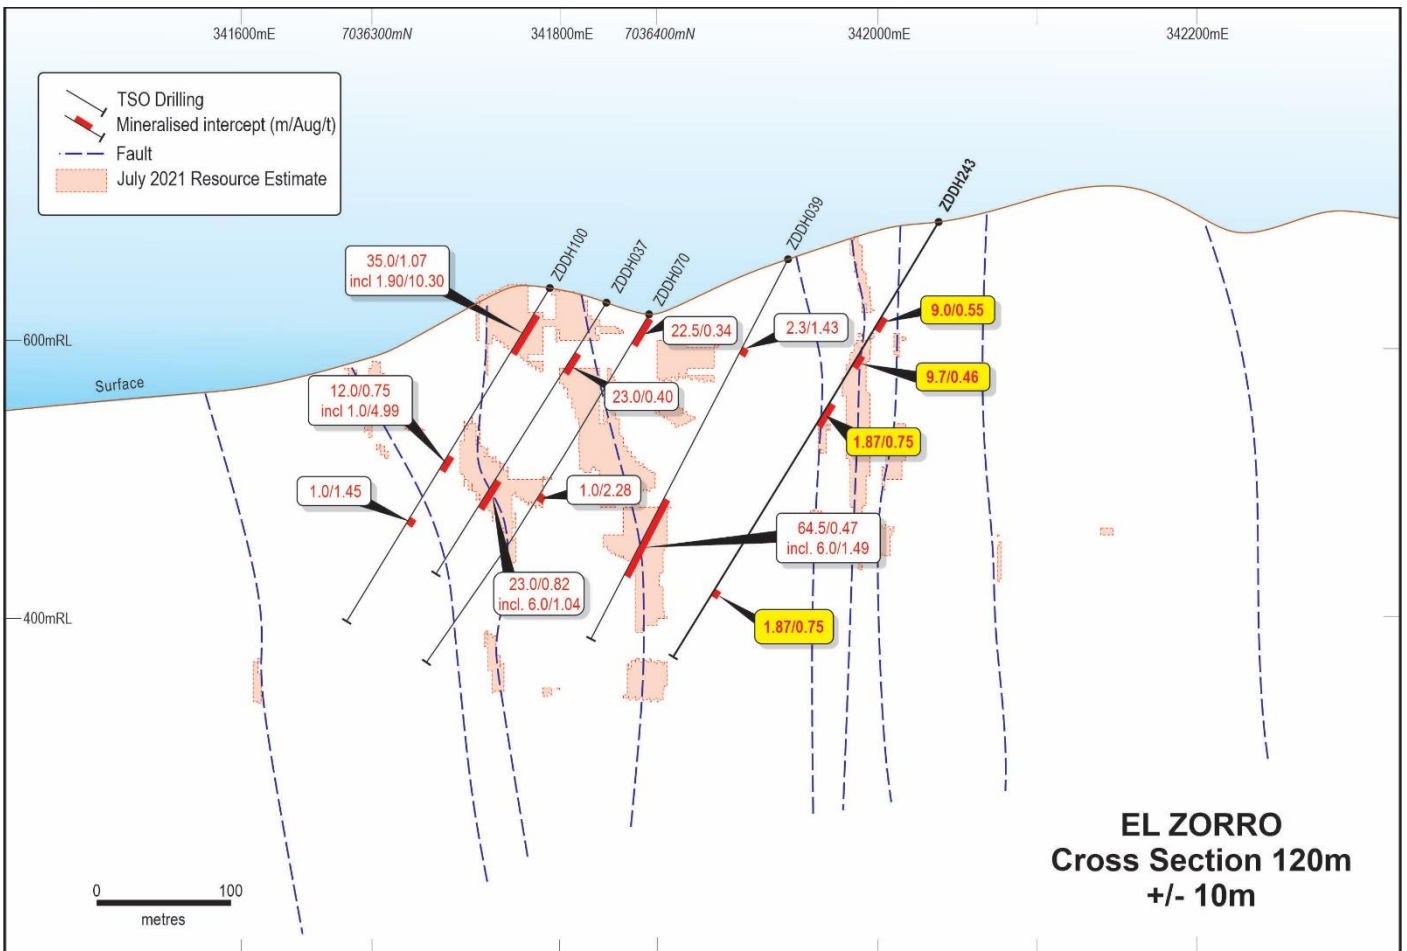 341600mE
7036300mN
341800mE
7036400mN
342000mE
342200mE
TSO Drilling
Mineralised intercept (m/Aug/t)
Fault
July 2021 Resource Estimate
ZDDH100
ZDDH037
ZDDH070
ZDDH039
ZDDH243
35.0/1.07
incl 1.90/10.30
22.5/0.34
2.3/1.43
9.0/0.55
600mRL
Surface
12.0/0.75
incl 1.0/4.99
23.0/0.40
9.7/0.46
1.87/0.75
1.0/1.45
1.0/2.28
64.5/0.47
incl. 6.0/1.49
23.0/0.82
incl. 6.0/1.04
400mRL
1.87/0.75
EL ZORRO
Cross Section 120m
+/- 10m
0 100
metres